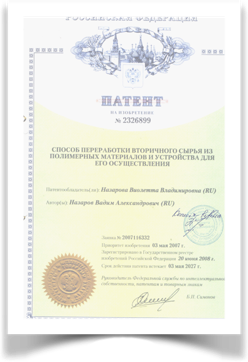 РОССИЙСКАЯ ФЕДЕРАЦИЯ
ПАТЕНТ
НА ИЗОБРЕТЕНИЕ
№ 2326899
СПОСОБ ПЕРЕРАБОТКИ ВТОРИЧНОГО СЫРЬЯ ИЗ
ПОЛИМЕРНЫХ МАТЕРИАЛОВ И УСТРОЙСТВА ДЛЯ
ЕГО ОСУЩЕСТВЛЕНИЯ
Патентообладатель(ли): Назарова Виолетта Владимировна (RU)
Автор(ы): Назаров Вадим Александрович (RU)
Заявка № 2007116332
Приоритет изобретения 03 мая 2007 г.
Зарегистрировано в Государственном реестре
изобретений Российской Федерации 20 июня 2008 г.
Срок действия патента истекает 03 мая 2027 г.
Руководитель Федеральной службы по интеллектуальной
собственности, патентам и товарным знакам
Б.П. Симонов